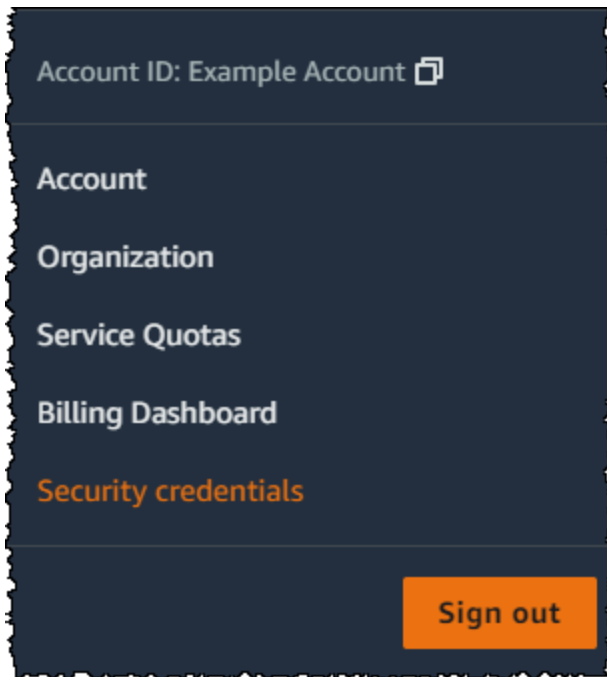 Account ID: Example Account
Account
Organization
Service Quotas
Billing Dashboard
Security credentials
Sign out